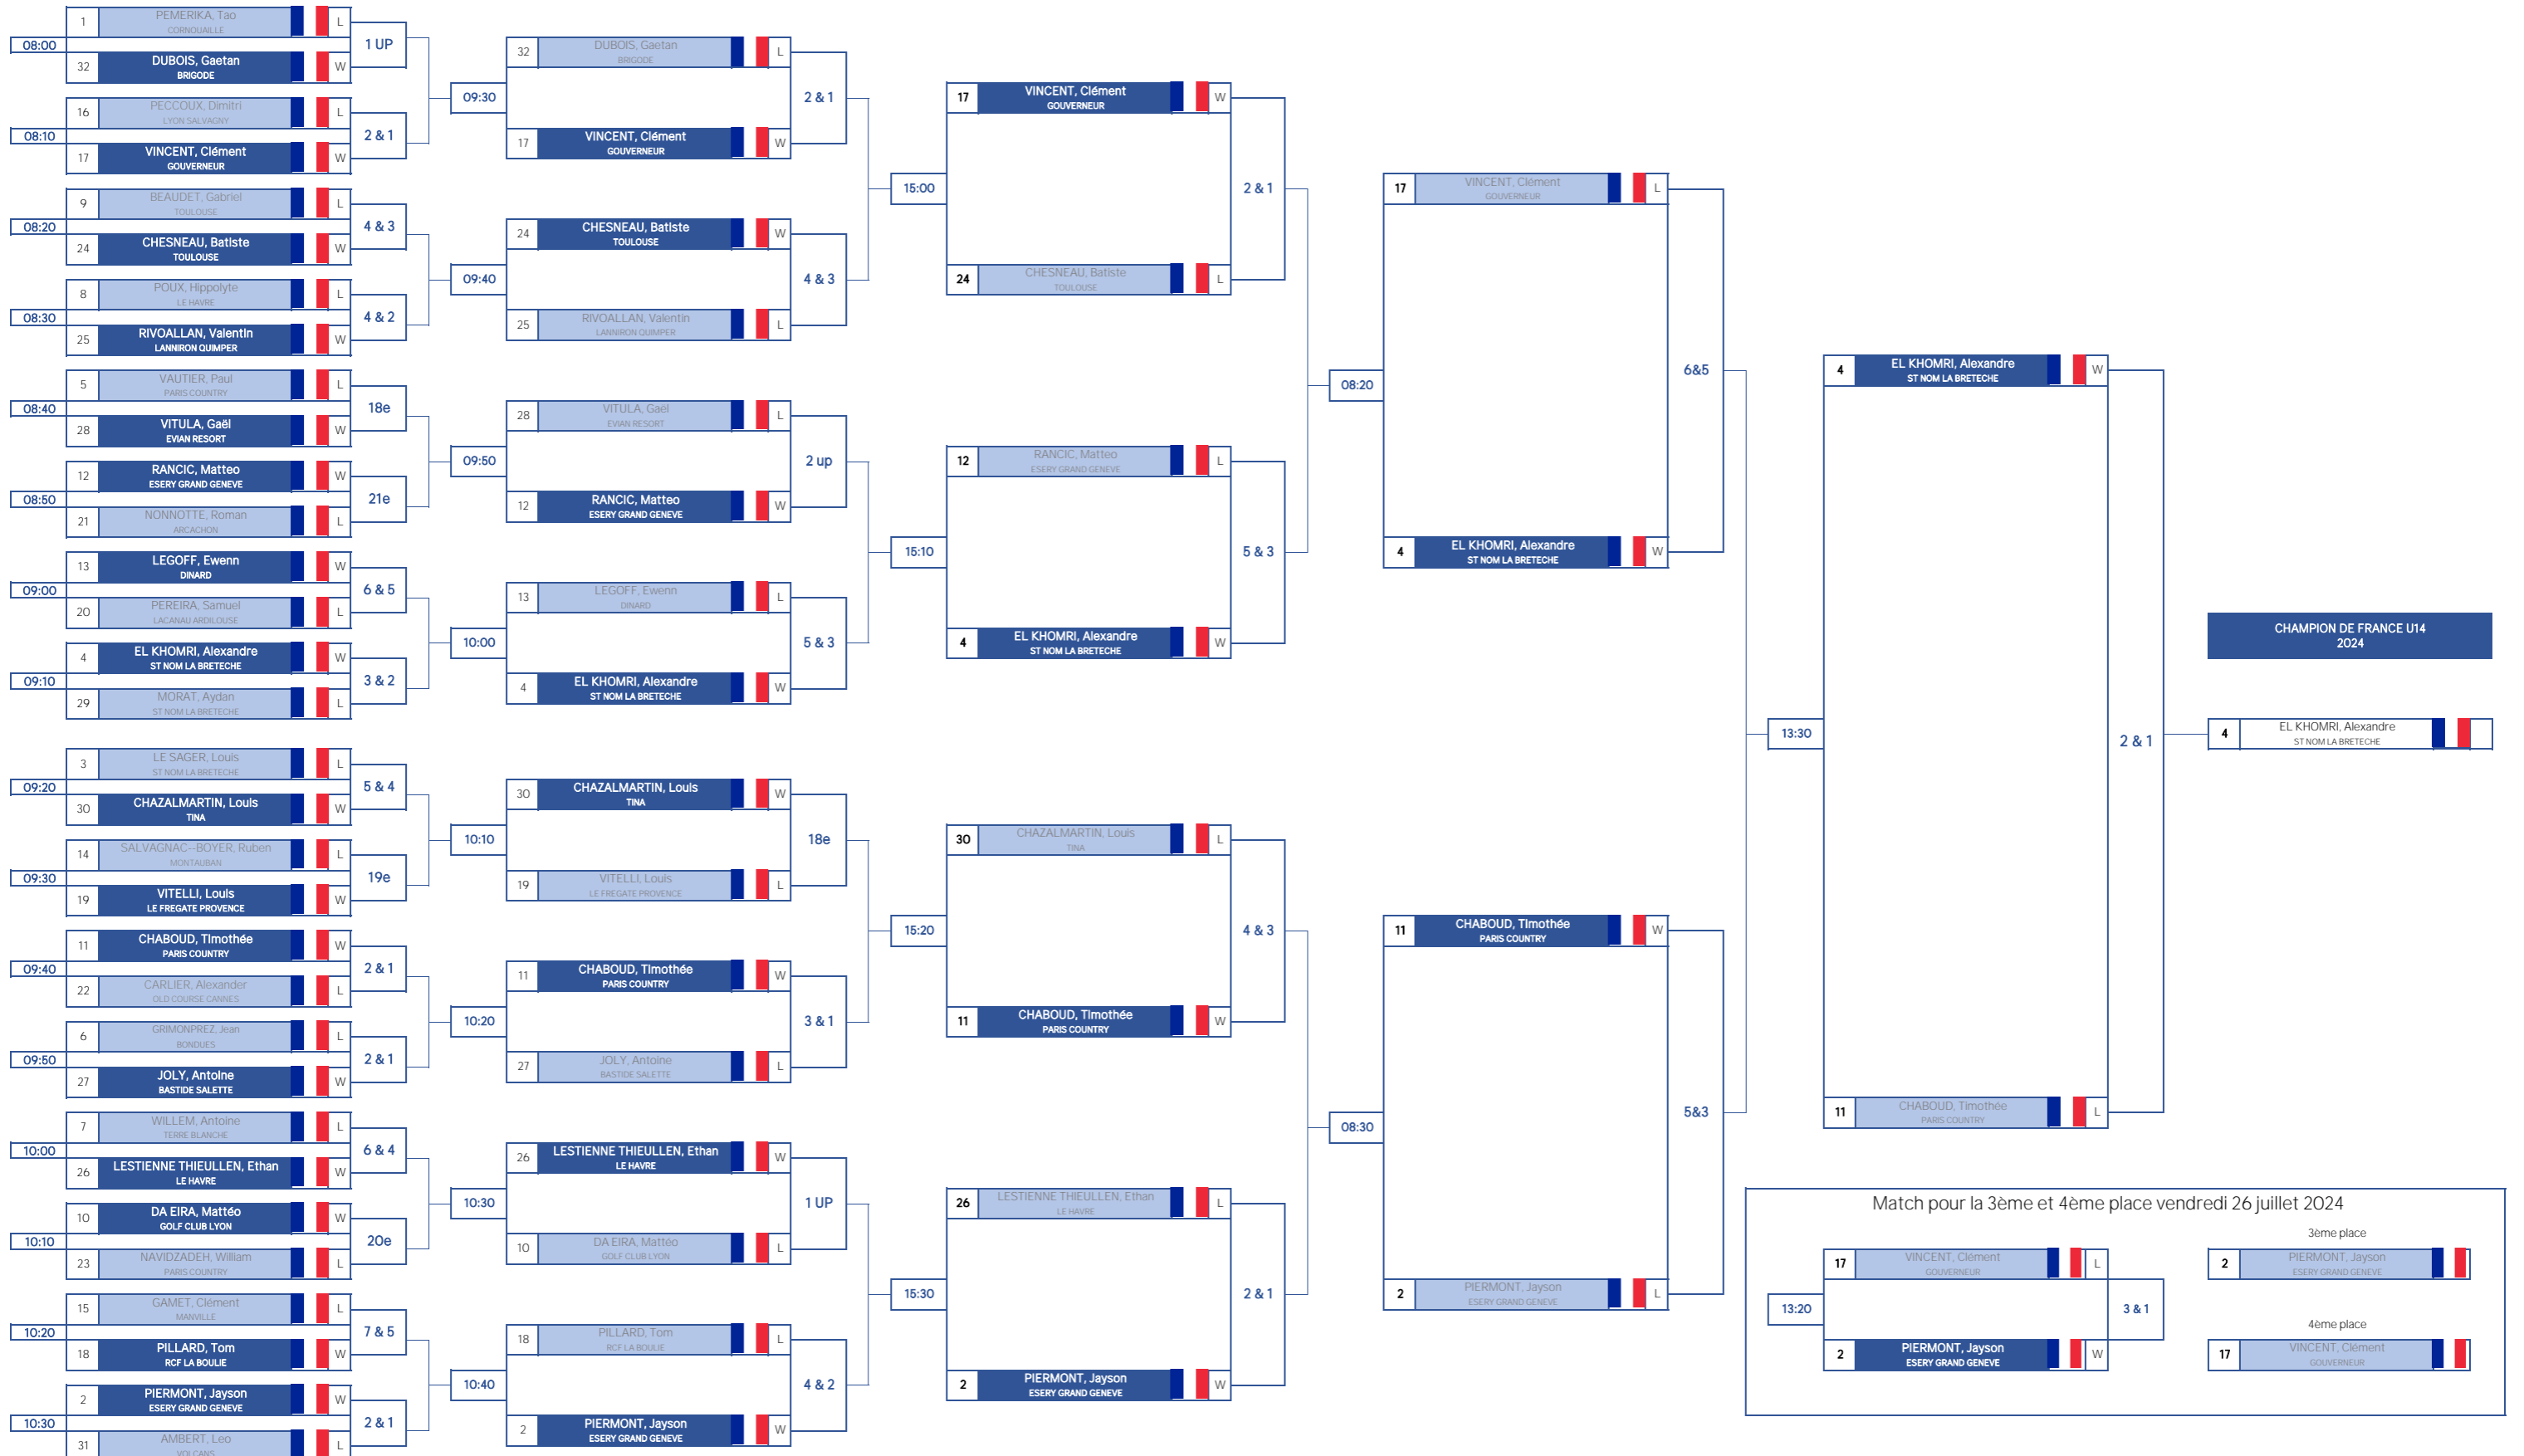 1
PEMERIKA, Tao
CORNOUAILLE
L
08:00
1 UP
32
DUBOIS, Gaetan
BRIGODE
W
16
PECCOUX, Dimitri
LYON SALVAGNY
L
08:10
2 & 1
17
VINCENT, Clément
GOUVERNEUR
W
9
BEAUDET, Gabriel
TOULOUSE
L
08:20
4 & 3
24
CHESNEAU, Batiste
TOULOUSE
W
8
POUX, Hippolyte
LE HAVRE
L
08:30
4 & 2
25
RIVOALLAN, Valentin
LANNIRON QUIMPER
W
5
VAUTIER, Paul
PARIS COUNTRY
L
08:40
18e
28
VITULA, Gaël
EVIAN RESORT
W
12
RANCIC, Matteo
ESERY GRAND GENEVE
W
08:50
21e
21
NONNOTTE, Roman
ARCACHON
L
13
LEGOFF, Ewenn
DINARD
W
09:00
6 & 5
20
PEREIRA, Samuel
LACANAU ARDILOUSE
L
4
EL KHOMRI, Alexandre
ST NOM LA BRETECHE
W
09:10
3 & 2
29
MORAT, Aydan
ST NOM LA BRETECHE
L
3
LE SAGER, Louis
ST NOM LA BRETECHE
L
09:20
5 & 4
30
CHAZALMARTIN, Louis
TINA
W
14
SALVAGNAC--BOYER, Ruben
MONTAUBAN
L
09:30
19e
19
VITELLI, Louis
LE FREGATE PROVENCE
W
11
CHABOUD, Timothée
PARIS COUNTRY
W
09:40
2 & 1
22
CARLIER, Alexander
OLD COURSE CANNES
L
6
GRIMONPREZ, Jean
BONDUES
L
09:50
2 & 1
27
JOLY, Antoine
BASTIDE SALETTE
W
7
WILLEM, Antoine
TERRE BLANCHE
L
10:00
6 & 4
26
LESTIENNE THIEULLEN, Ethan
LE HAVRE
W
10
DA EIRA, Mattéo
GOLF CLUB LYON
W
10:10
20e
23
NAVIDZADEH, William
PARIS COUNTRY
L
15
GAMET, Clément
MANVILLE
L
10:20
7 & 5
18
PILLARD, Tom
RCF LA BOULIE
W
2
PIERMONT, Jayson
ESERY GRAND GENEVE
W
10:30
2 & 1
31
AMBERT, Leo
VOLCANS
L
32
DUBOIS, Gaetan
BRIGODE
L
09:30
2 & 1
17
VINCENT, Clément
GOUVERNEUR
W
24
CHESNEAU, Batiste
TOULOUSE
W
09:40
4 & 3
25
RIVOALLAN, Valentin
LANNIRON QUIMPER
L
28
VITULA, Gaël
EVIAN RESORT
L
09:50
2 up
12
RANCIC, Matteo
ESERY GRAND GENEVE
W
13
LEGOFF, Ewenn
DINARD
L
10:00
5 & 3
4
EL KHOMRI, Alexandre
ST NOM LA BRETECHE
W
30
CHAZALMARTIN, Louis
TINA
W
10:10
18e
19
VITELLI, Louis
LE FREGATE PROVENCE
L
11
CHABOUD, Timothée
PARIS COUNTRY
W
10:20
3 & 1
27
JOLY, Antoine
BASTIDE SALETTE
L
26
LESTIENNE THIEULLEN, Ethan
LE HAVRE
W
10:30
1 UP
10
DA EIRA, Mattéo
GOLF CLUB LYON
L
18
PILLARD, Tom
RCF LA BOULIE
L
10:40
4 & 2
2
PIERMONT, Jayson
ESERY GRAND GENEVE
W
17
VINCENT, Clément
GOUVERNEUR
W
15:00
2 & 1
24
CHESNEAU, Batiste
TOULOUSE
L
12
RANCIC, Matteo
ESERY GRAND GENEVE
L
15:10
5 & 3
4
EL KHOMRI, Alexandre
ST NOM LA BRETECHE
W
30
CHAZALMARTIN, Louis
TINA
L
15:20
4 & 3
11
CHABOUD, Timothée
PARIS COUNTRY
W
26
LESTIENNE THIEULLEN, Ethan
LE HAVRE
L
15:30
2 & 1
2
PIERMONT, Jayson
ESERY GRAND GENEVE
W
17
VINCENT, Clément
GOUVERNEUR
L
08:20
6&5
4
EL KHOMRI, Alexandre
ST NOM LA BRETECHE
W
11
CHABOUD, Timothée
PARIS COUNTRY
W
08:30
5&3
2
PIERMONT, Jayson
ESERY GRAND GENEVE
L
4
EL KHOMRI, Alexandre
ST NOM LA BRETECHE
W
13:30
2 & 1
11
CHABOUD, Timothée
PARIS COUNTRY
L
CHAMPION DE FRANCE U14
2024
4
EL KHOMRI, Alexandre
ST NOM LA BRETECHE
Match pour la 3ème et 4ème place vendredi 26 juillet 2024
17
VINCENT, Clément
GOUVERNEUR
L
13:20
3 & 1
2
PIERMONT, Jayson
ESERY GRAND GENEVE
W
3ème place
2
PIERMONT, Jayson
ESERY GRAND GENEVE
4ème place
17
VINCENT, Clément
GOUVERNEUR